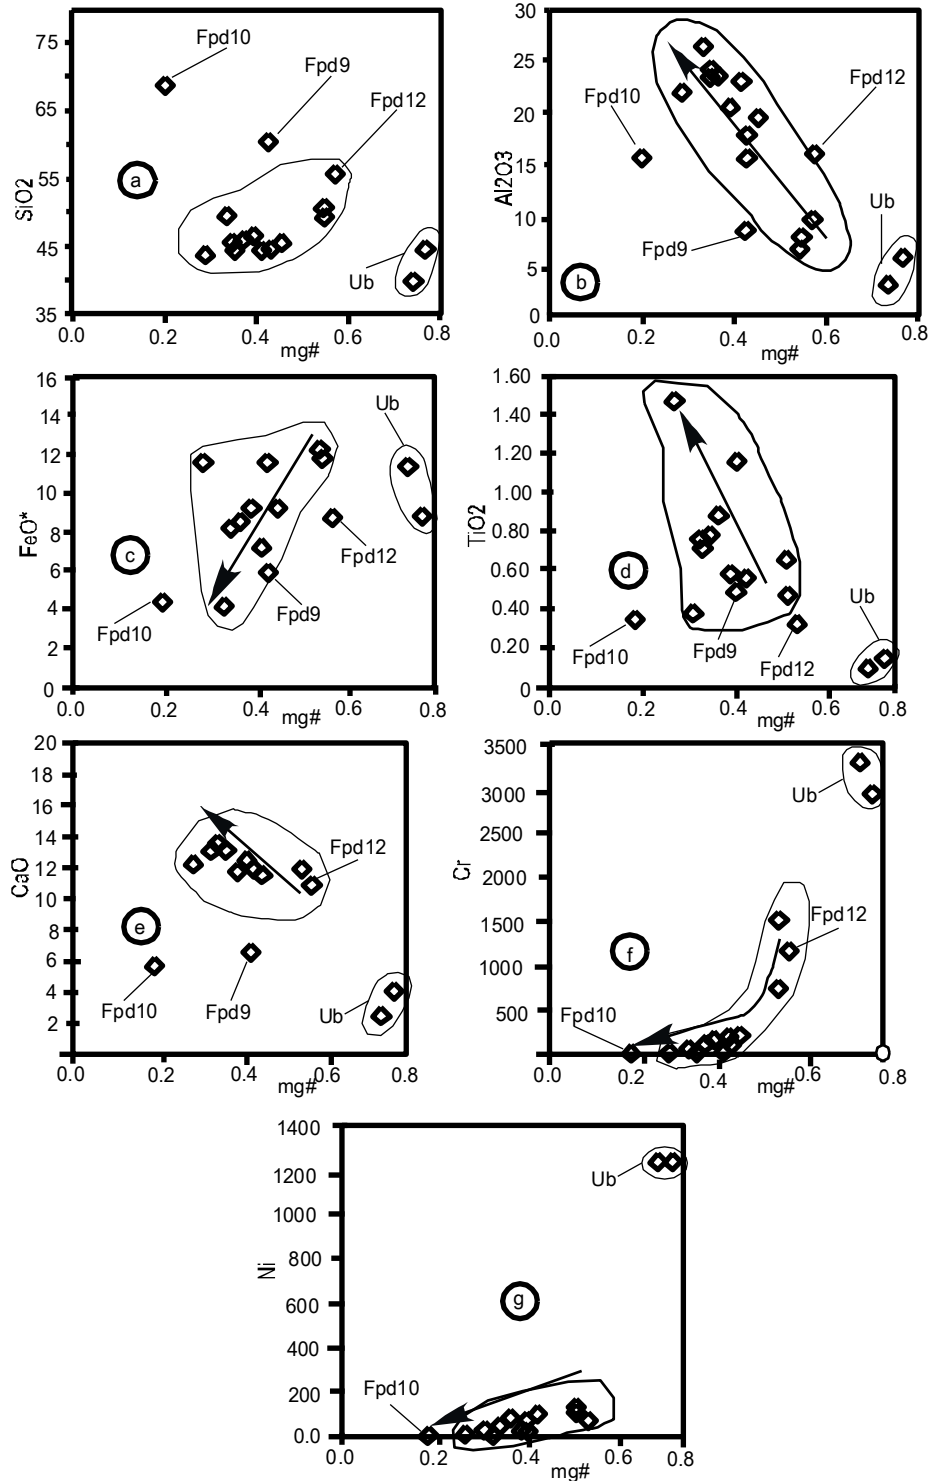 75
65
55
45
35
SiO2
Fpd10
Fpd9
Fpd12
a
Ub
0.0
0.2
0.4
0.6
0.8
mg#
30
25
20
15
10
5
0
Al2O3
Fpd10
Fpd12
Fpd9
Ub
b
0.0
0.2
0.4
0.6
0.8
mg#
16
14
12
10
8
6
4
2
0
FeO*
Ub
c
Fpd12
Fpd9
Fpd10
0.0
0.2
0.4
0.6
0.8
mg#
1.60
1.40
1.20
1.00
0.80
0.60
0.40
0.20
0
TiO2
d
Fpd10
Fpd9
Fpd12
Ub
0.0
0.2
0.4
0.6
0.8
mg#
20
18
16
14
12
10
8
6
4
2
CaO
Fpd12
e
Fpd10
Fpd9
Ub
0.0
0.2
0.4
0.6
0.8
mg#
3500
3000
2500
2000
1500
1000
500
Cr
Ub
Fpd12
f
Fpd10
0.0
0.2
0.4
0.6
0.8
mg#
1400
1200
1000
800
600
400
200
0.0
Ni
Ub
g
Fpd10
0.0
0.2
0.4
0.6
0.8
mg#